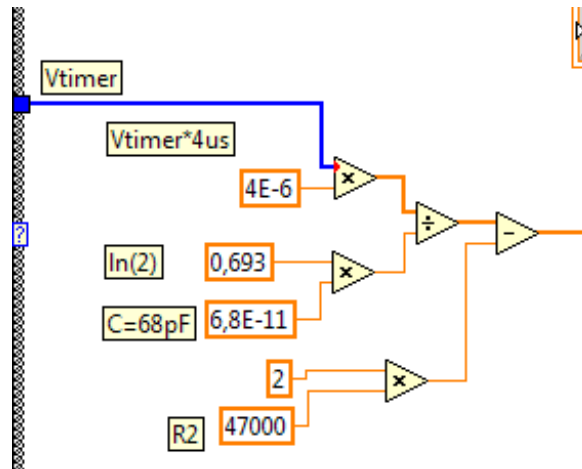 Vtimer
Vtimer*4us
4E-6
×
÷
-
?
ln(2)
0,693
×
C=68pF
6,8E-11
2
×
R2
47000